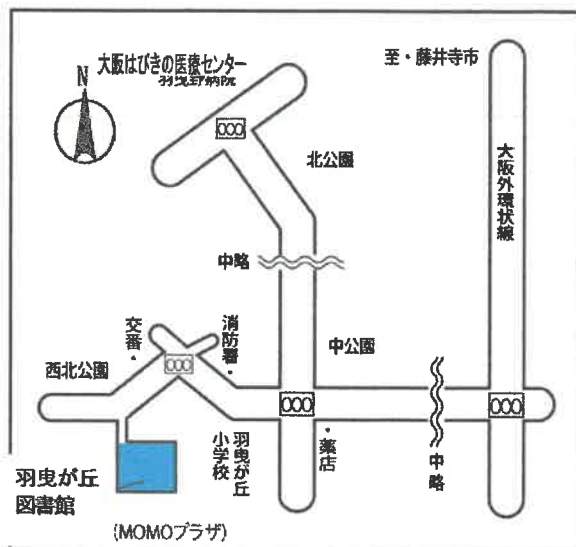 大阪はびきの医療センター
羽曳野病院
至・藤井寺市
N
北公園
大阪外環状線
中略
交番・
消防署・
中公園
西北公園
羽曳が丘
小学校
・薬店
中略
羽曳が丘
図書館
(MOMOプラザ)